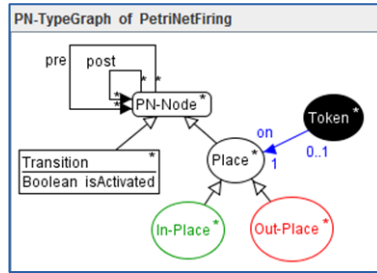 PN-TypeGraph of PetriNetFiring
pre
post
* *
*
*
PN-Node *
Token *
on
Transition *
Boolean isActivated
Place *
1
0..1
In-Place *
Out-Place *